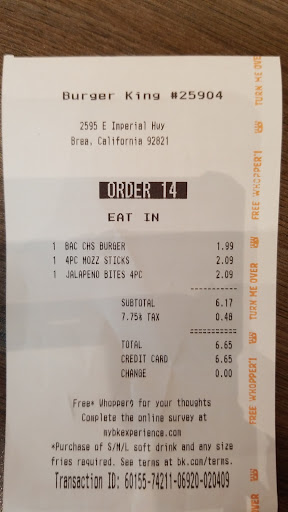 Burger King #25904
2595 E Imperial Hwy
Brea, California 92821
ORDER 14
EAT IN
1 BAC CHS BURGER 1.99
1 4PC MOZZ STICKS 2.09
1 JALAPENO BITES 4PC 2.09
-----------
SUBTOTAL 6.17
7.75% TAX 0.48
===========
TOTAL 6.65
CREDIT CARD 6.65
CHANGE 0.00
Free* Whopper® for your thoughts
Complete the online survey at
mybkexperience.com
*Purchase of S/M/L soft drink and any size
fries required. See terms at bk.com/terms.
Transaction ID: 60155-74211-06920-020409
TURN ME OVER
FREE WHOPPER!
TURN ME OVER
FREE WHOPPER!
TURN ME OVER